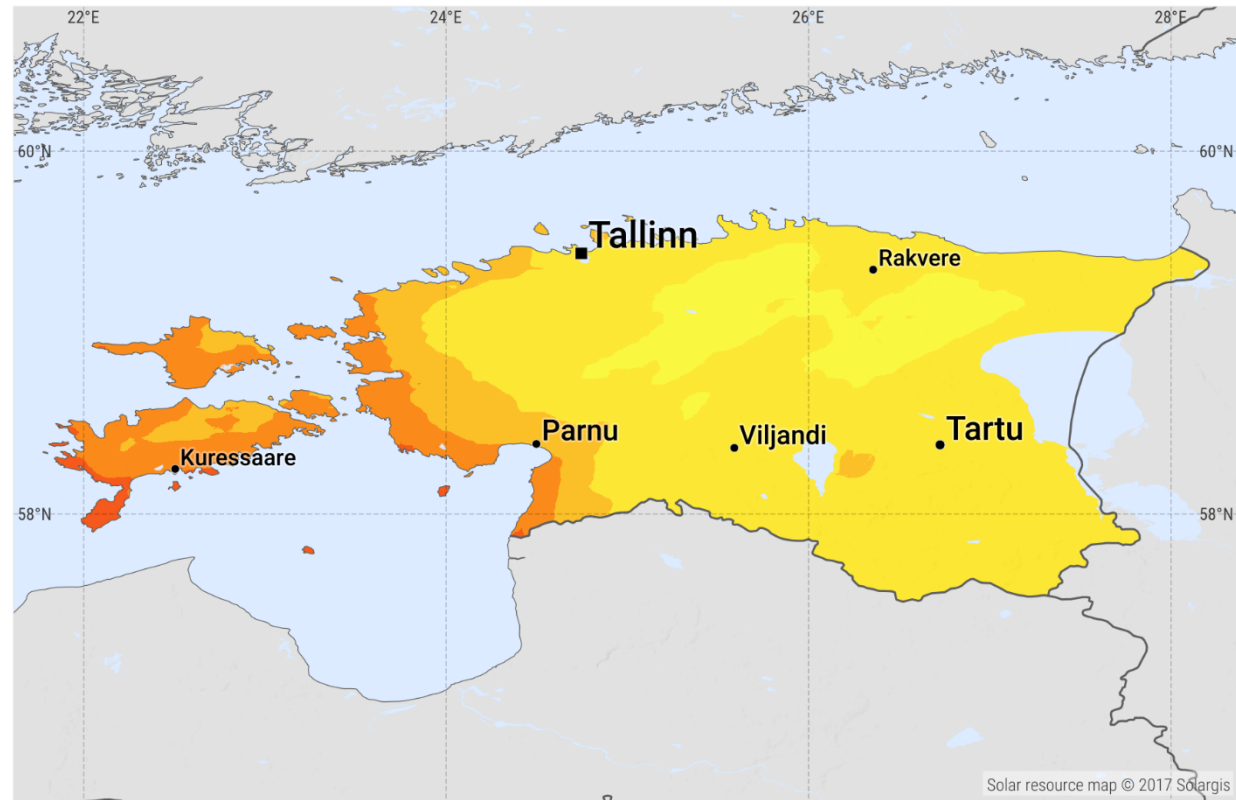 22°E
24°E
26°E
28°E
60°N
60°N
Tallinn
Rakvere
Parnu
Viljandi
Tartu
Kuressaare
58°N
58°N
Solar resource map © 2017 Solargis